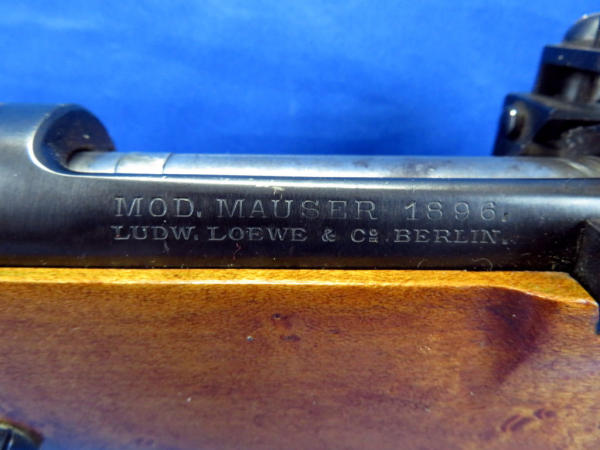 MOD. MAUSER 1896.
LUDW. LOEWE & Co. BERLIN.